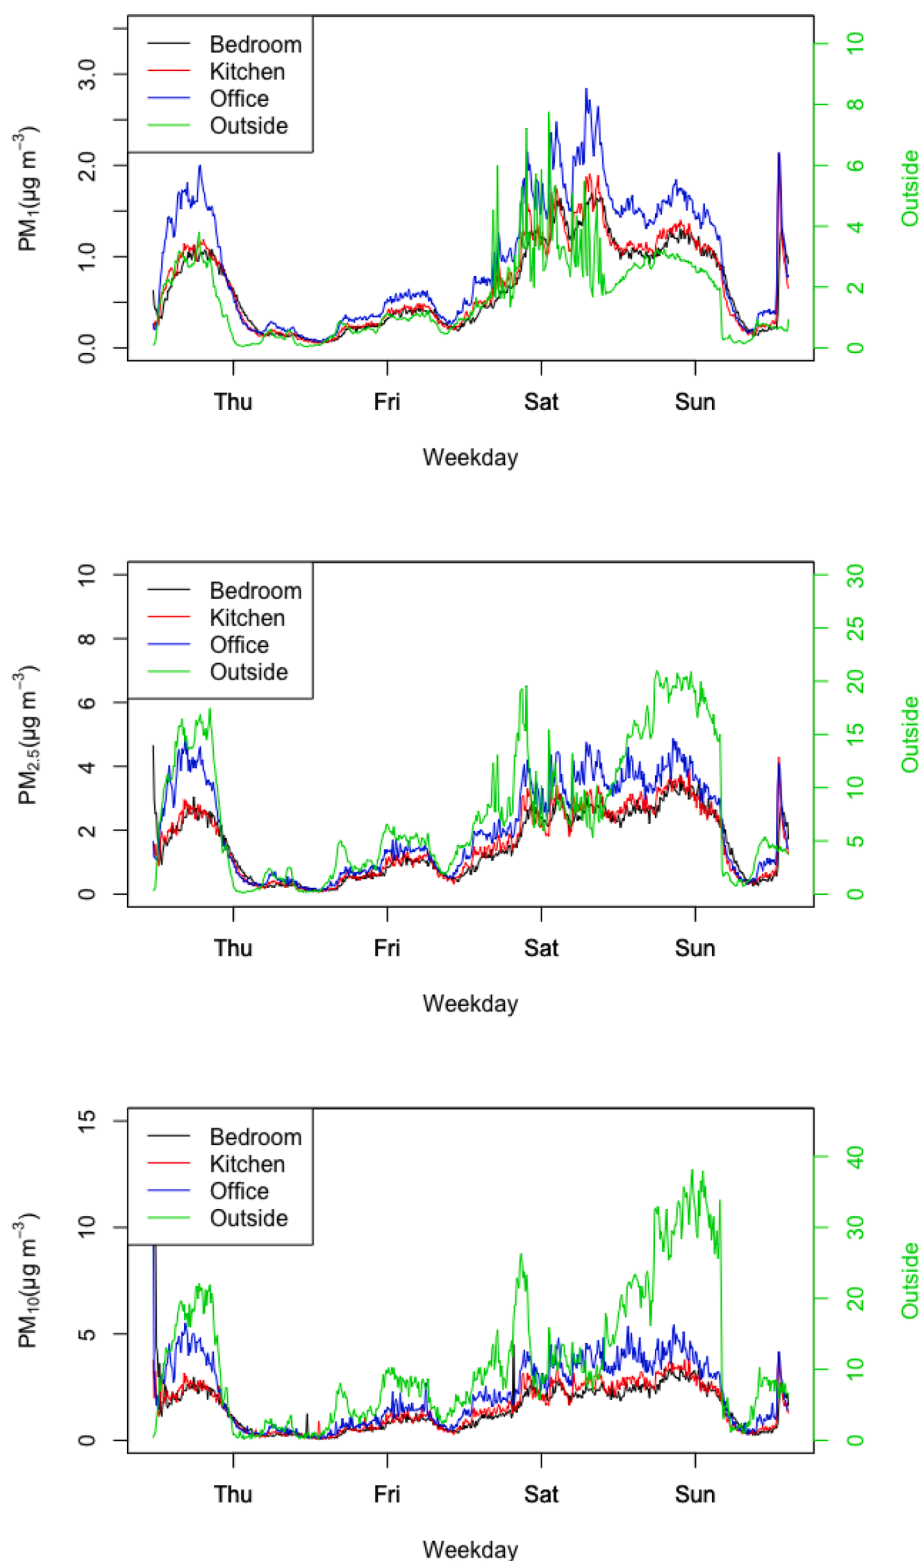 Bedroom
Kitchen
Office
Outside
PM₁(µg m⁻³)
0.0 1.0 2.0 3.0
Outside
0 2 4 6 8 10
Thu Fri Sat Sun
Weekday
Bedroom
Kitchen
Office
Outside
PM₂.₅(µg m⁻³)
0 2 4 6 8 10
Outside
0 5 10 15 20 25 30
Thu Fri Sat Sun
Weekday
Bedroom
Kitchen
Office
Outside
PM₁₀(µg m⁻³)
0 5 10 15
Outside
0 10 20 30 40
Thu Fri Sat Sun
Weekday